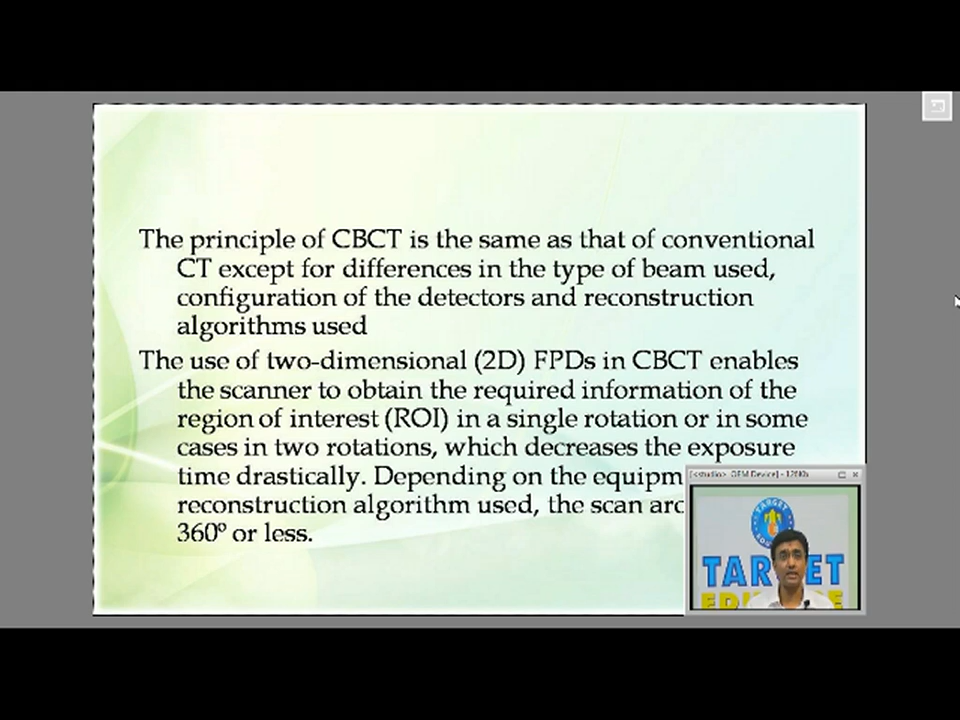 The principle of CBCT is the same as that of conventional
CT except for differences in the type of beam used,
configuration of the detectors and reconstruction
algorithms used
The use of two-dimensional (2D) FPDs in CBCT enables
the scanner to obtain the required information of the
region of interest (ROI) in a single rotation or in some
cases in two rotations, which decreases the exposure
time drastically. Depending on the
reconstruction algorithm used, the scan
360º or less.
[<studio> OEM Device] -
TARGET
TARGET